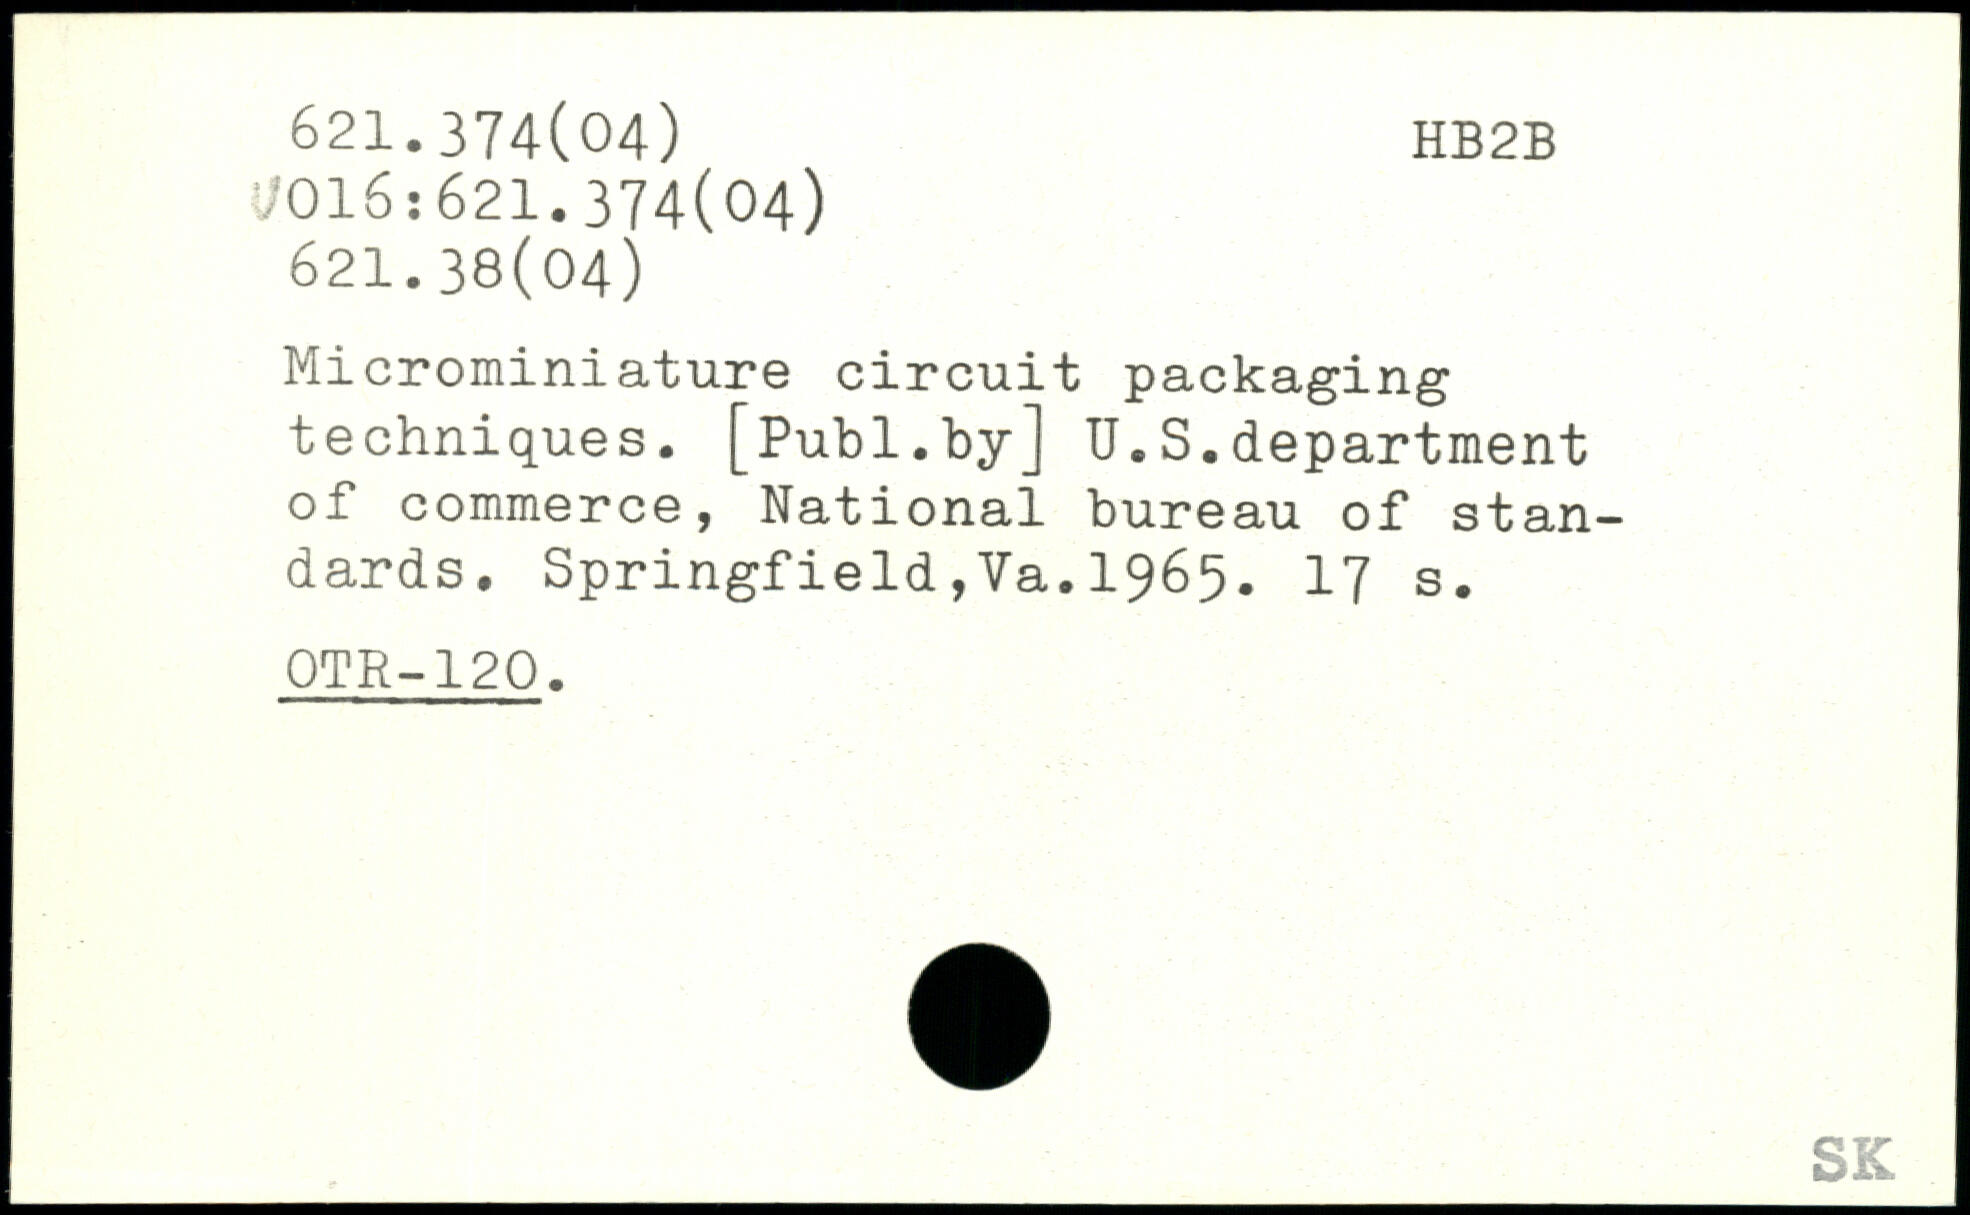 621.374(04) HB2B
V016:621.374(04)
621.38(04)
Microminiature circuit packaging
techniques. [Publ.by] U.S.department
of commerce, National bureau of stan-
dards. Springfield,Va.1965. 17 s.
OTR-120.
SK